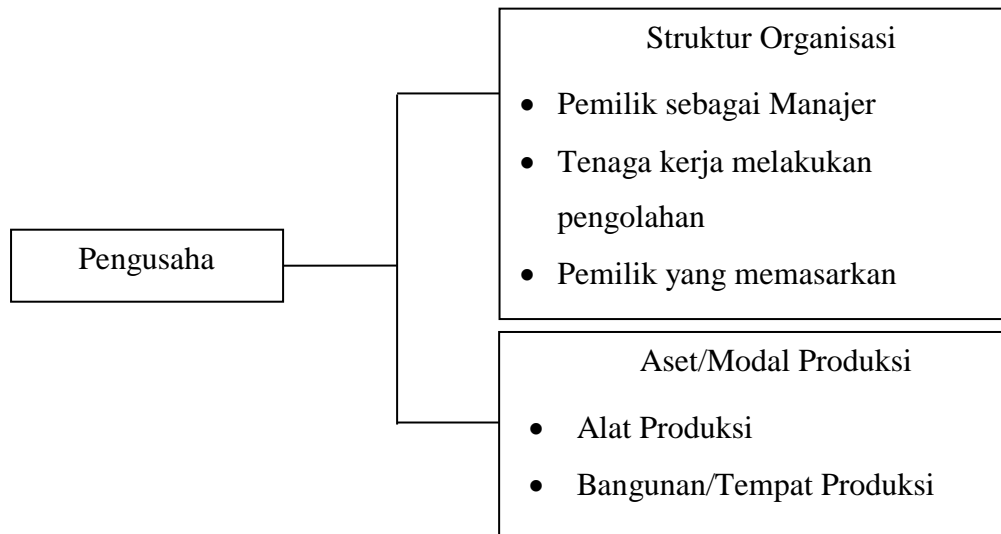 Pengusaha
Struktur Organisasi
• Pemilik sebagai Manajer
• Tenaga kerja melakukan
pengolahan
• Pemilik yang memasarkan
Aset/Modal Produksi
• Alat Produksi
• Bangunan/Tempat Produksi